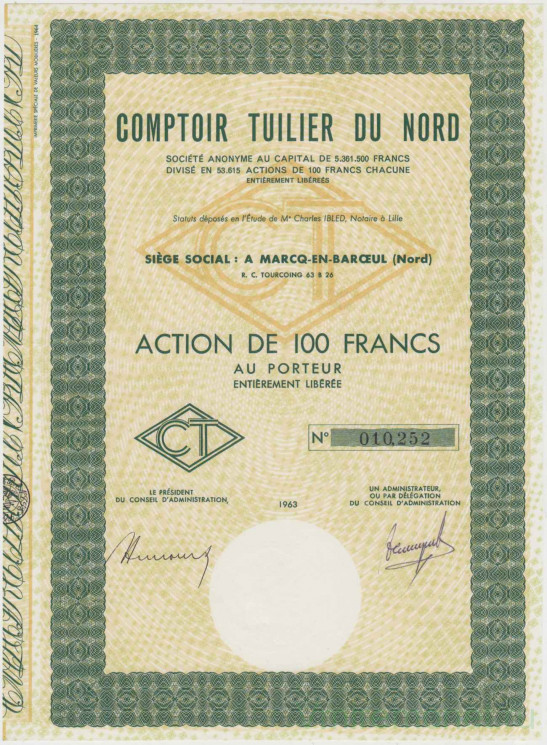 COMPTOIR TUILIER DU NORD
SOCIÉTÉ ANONYME AU CAPITAL DE 5.361.500 FRANCS
DIVISÉ EN 53.615 ACTIONS DE 100 FRANCS CHACUNE
ENTIÈREMENT LIBÉRÉES
Statuts déposés en l'Étude de Me Charles IBLED, Notaire à Lille
SIÈGE SOCIAL : A MARCQ-EN-BARŒUL (Nord)
R. C. TOURCOING 63 B 26
CT
ACTION DE 100 FRANCS
AU PORTEUR
ENTIÈREMENT LIBÉRÉE
CT
No 010,252
LE PRÉSIDENT
DU CONSEIL D'ADMINISTRATION,
1963
UN ADMINISTRATEUR,
OU PAR DÉLÉGATION
DU CONSEIL D'ADMINISTRATION